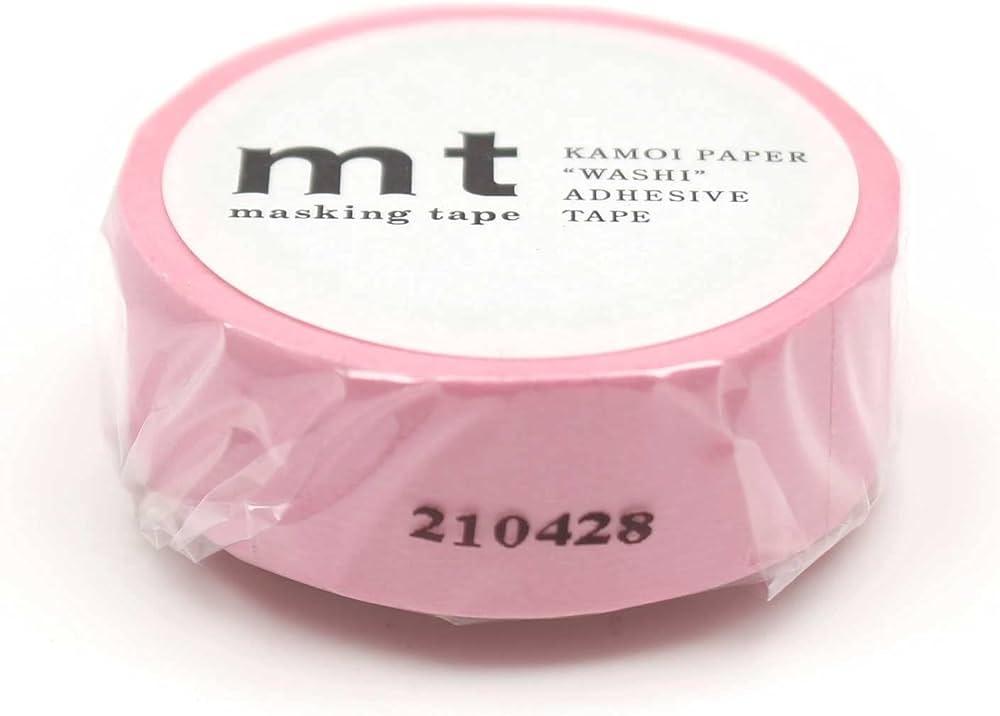 mt
masking tape
KAMOI PAPER
“WASHI”
ADHESIVE
TAPE
210428